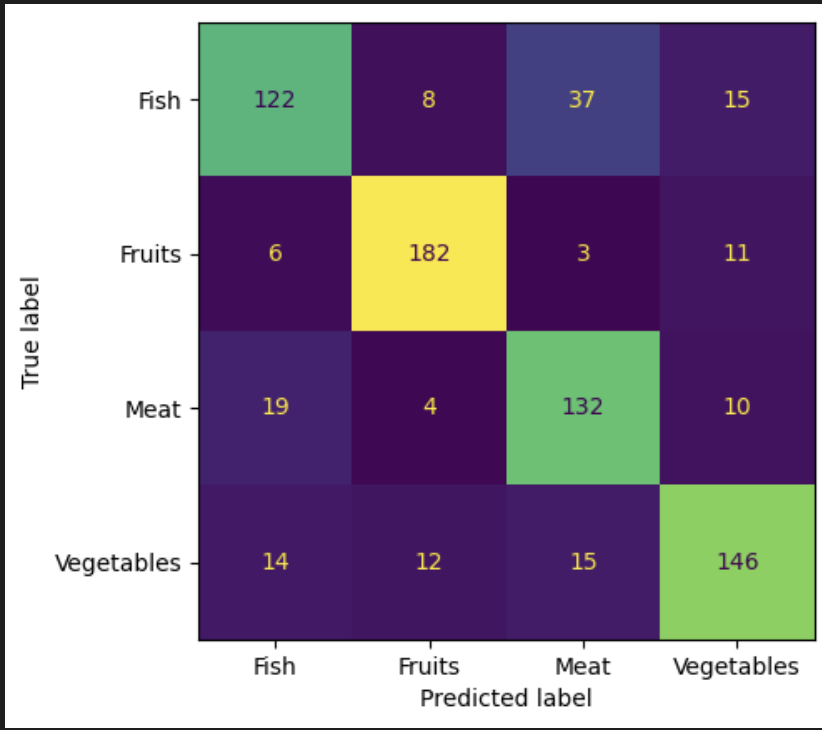 Fish 122 8 37 15
Fruits 6 182 3 11
Meat 19 4 132 10
Vegetables 14 12 15 146
True label
Fish Fruits Meat Vegetables
Predicted label